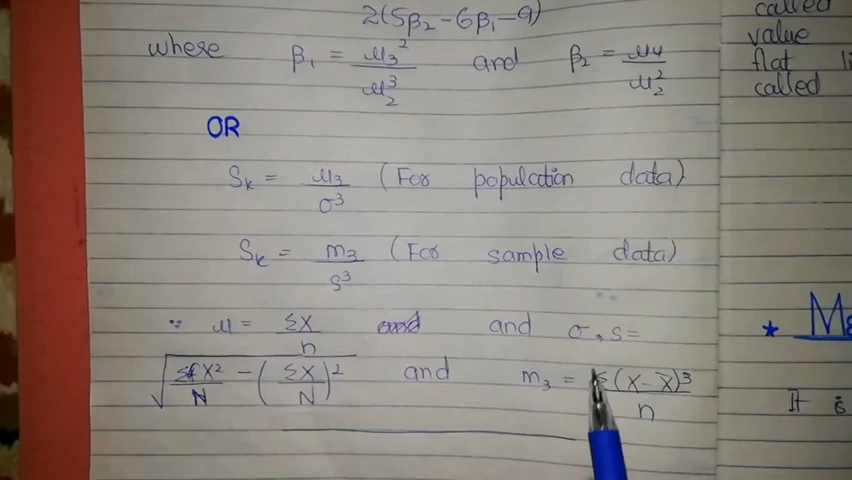 2(5β₂-6β₁-9)
where β₁ = μ₃²/μ₂³ and β₂ = μ₄/μ₂²
OR
Sₖ = μ₃/σ³ (For population data)
Sₖ = m₃/s³ (For sample data)
∵ μ = ΣX/n and σ, s=
√(ΣX²/N - (ΣX/N)²) and m₃ = Σ(X-X̄)³/n
called
value
flat
called
* M
It is